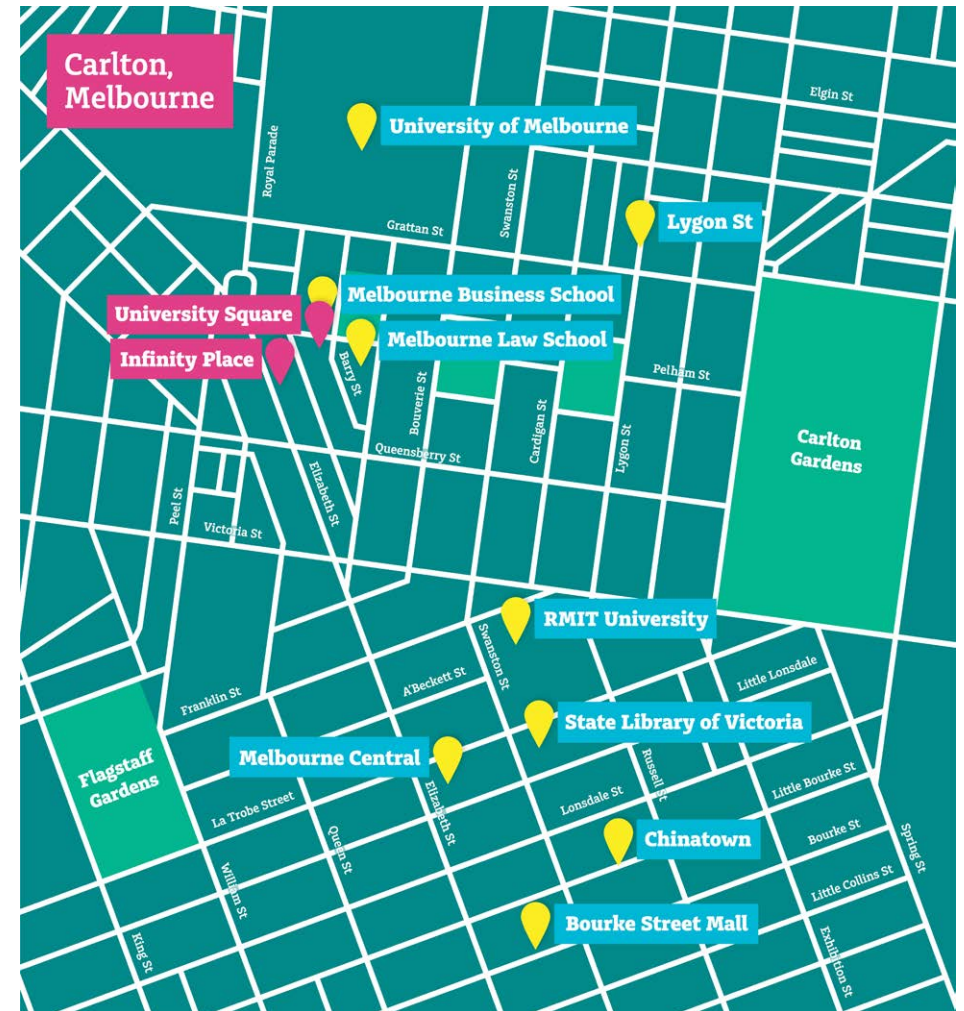 Carlton,
Melbourne
Elgin St
University of Melbourne
Royal Parade
Swanston St
Lygon St
Grattan St
Melbourne Business School
University Square
Melbourne Law School
Infinity Place
Barry St
Pelham St
Bouverie St
Cardigan St
Lygon St
Carlton
Gardens
Queensberry St
Elizabeth St
Peel St
Victoria St
RMIT University
Swanston St
A'Beckett St
Little Lonsdale
Franklin St
State Library of Victoria
Melbourne Central
Flagstaff
Gardens
Russell St
Little Bourke St
La Trobe Street
Elizabeth St
Lonsdale St
Queen St
Chinatown
Bourke St
Spring St
William St
Little Collins St
Bourke Street Mall
King St
Exhibition St